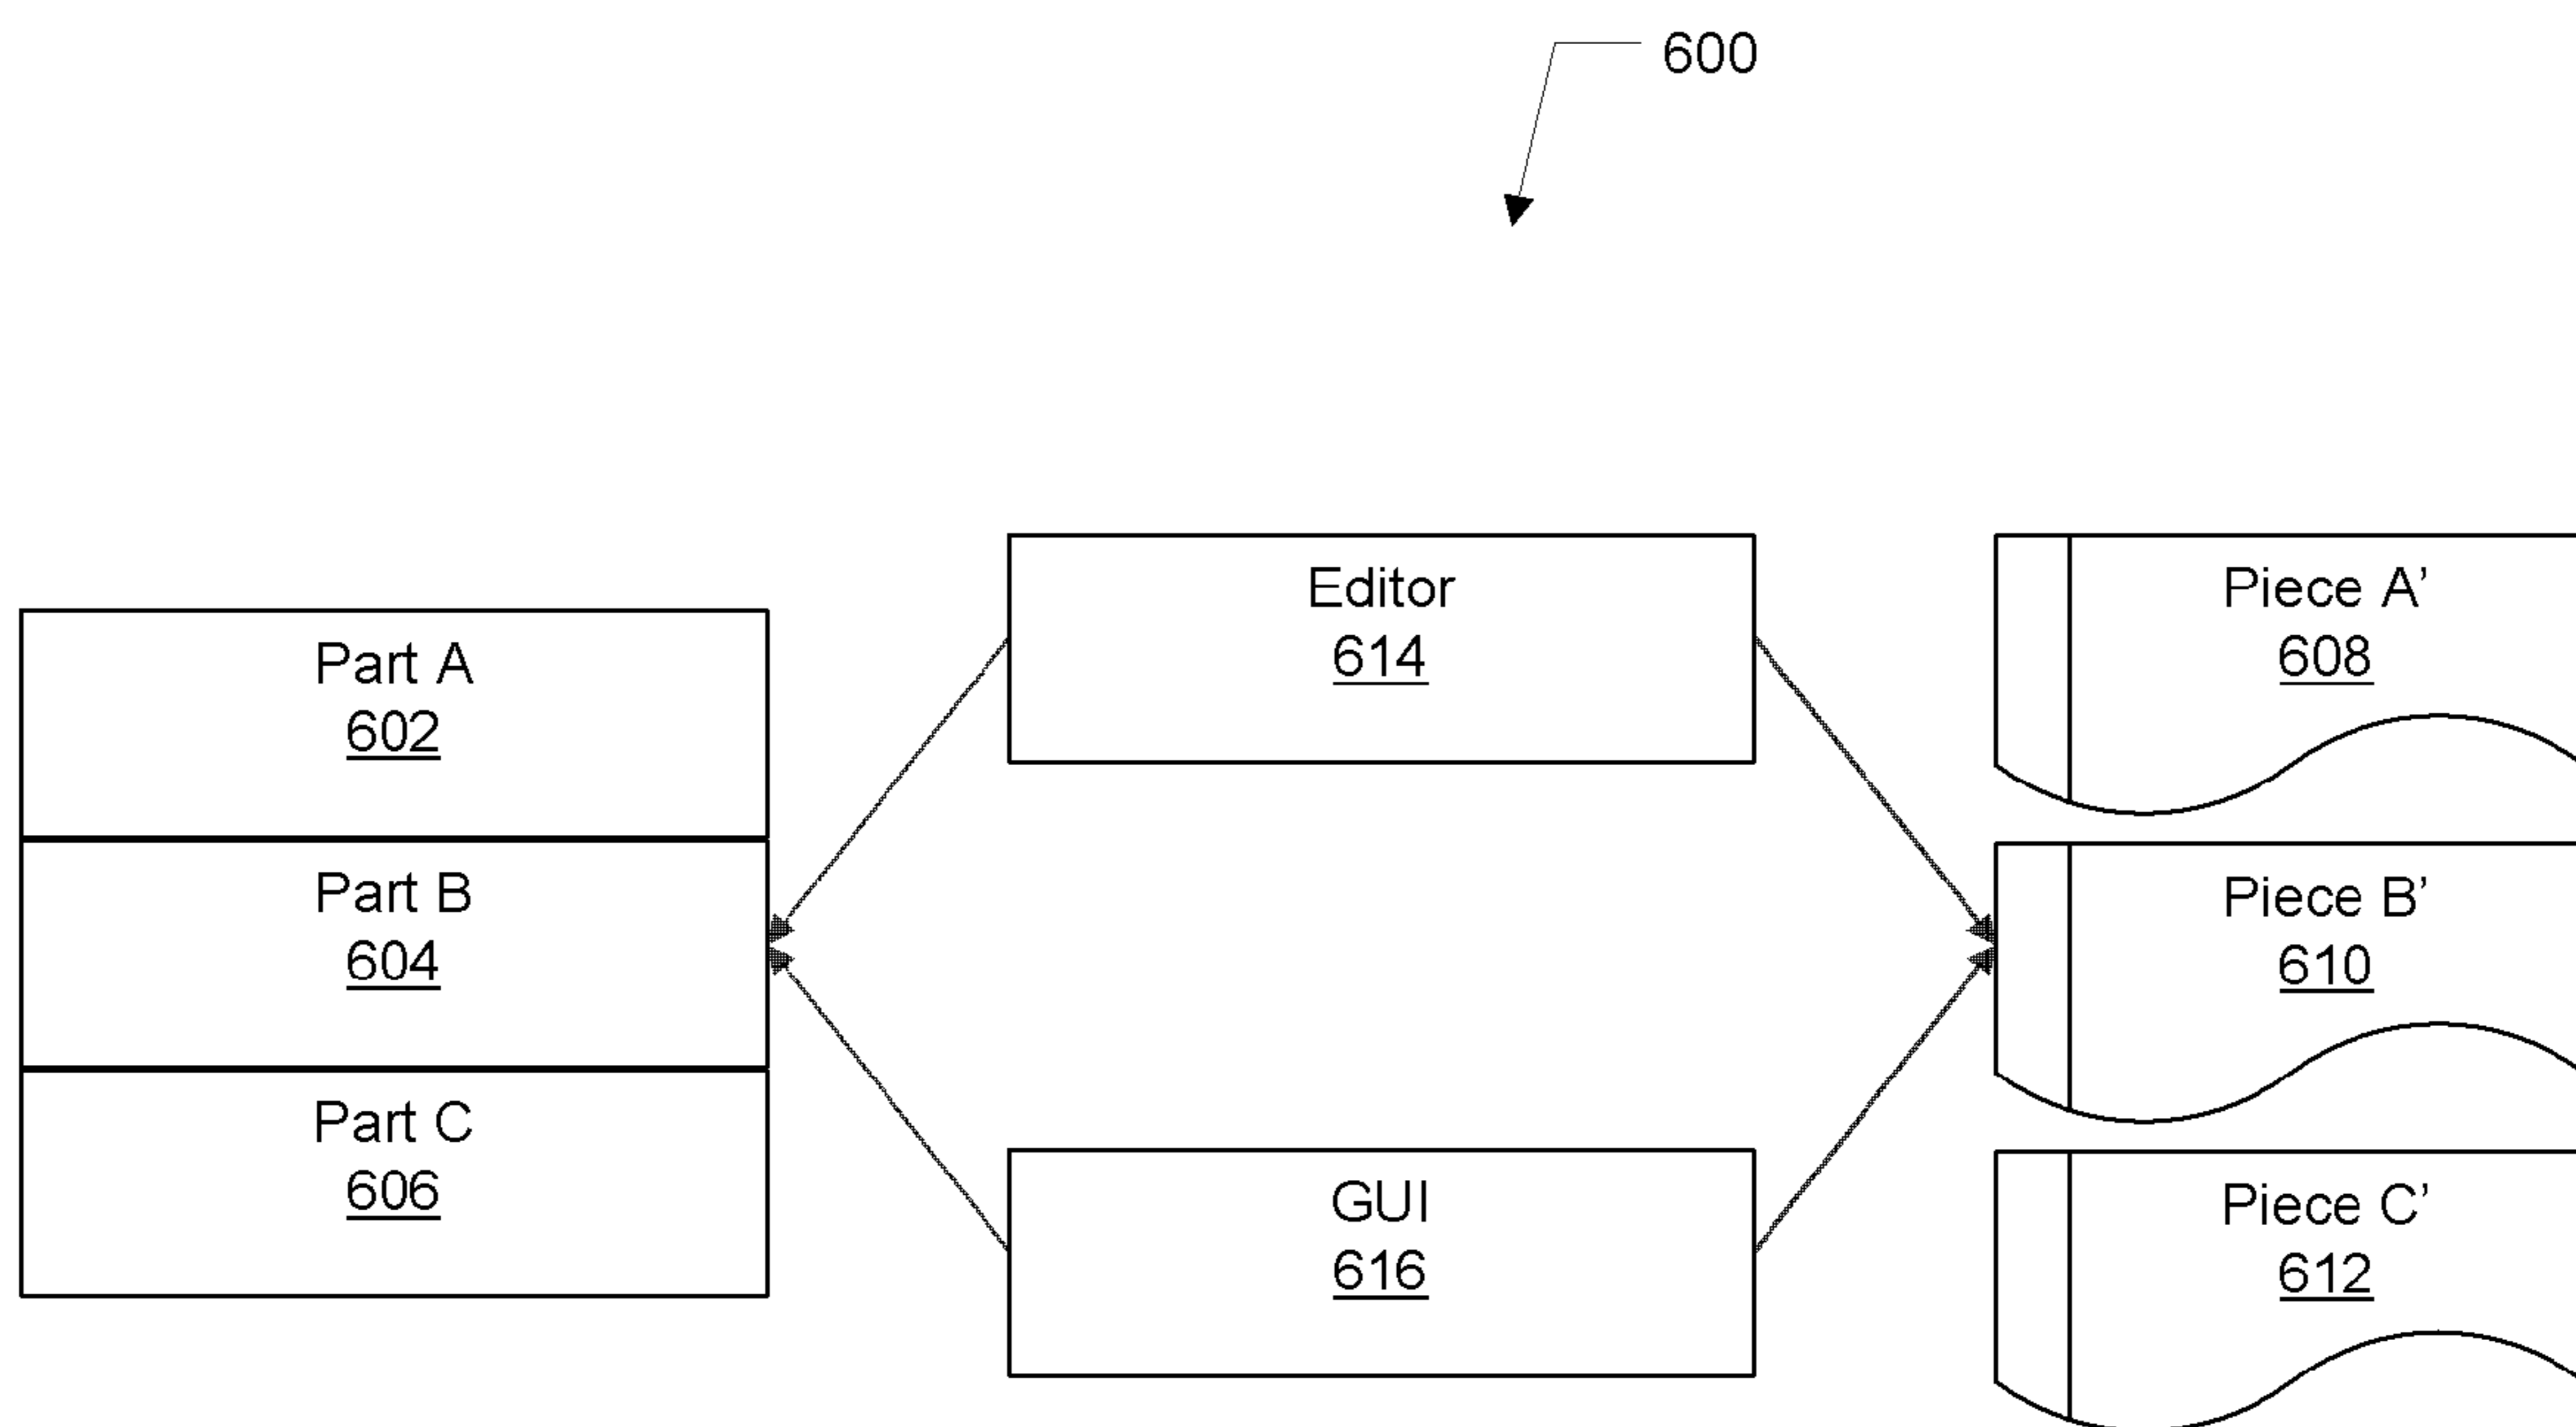 600
Part A
602
Part B
604
Part C
606
Editor
614
GUI
616
Piece A’
608
Piece B’
610
Piece C’
612